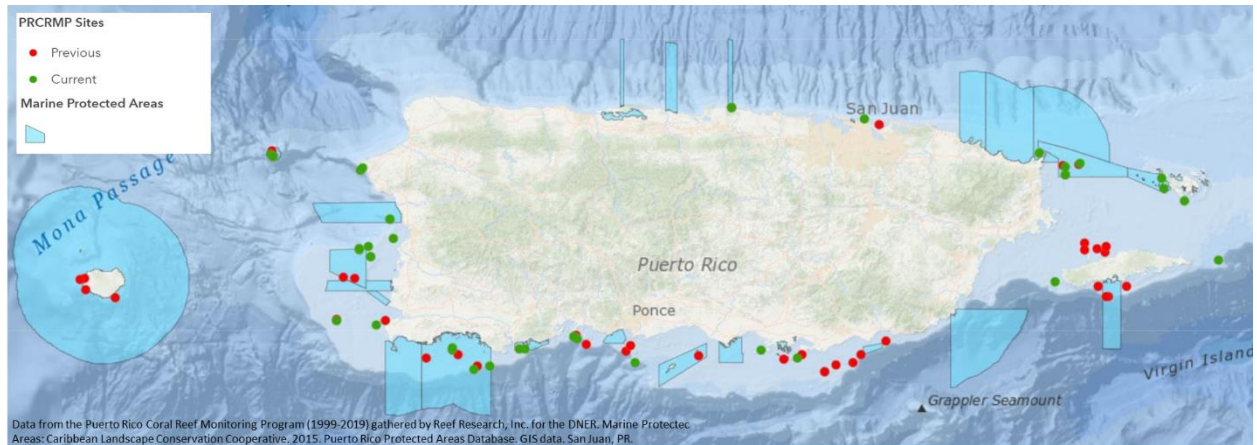 PRCRMP Sites
Previous
Current
Marine Protected Areas
San Juan
Mona Passage
Puerto Rico
Ponce
Virgin Island
Grappler Seamount
Data from the Puerto Rico Coral Reef Monitoring Program (1999-2019) gathered by Reef Research, Inc. for the DNER. Marine Protectec
Areas: Caribbean Landscape Conservation Cooperative. 2015. Puerto Rico Protected Areas Database. GIS data. San Juan, PR.